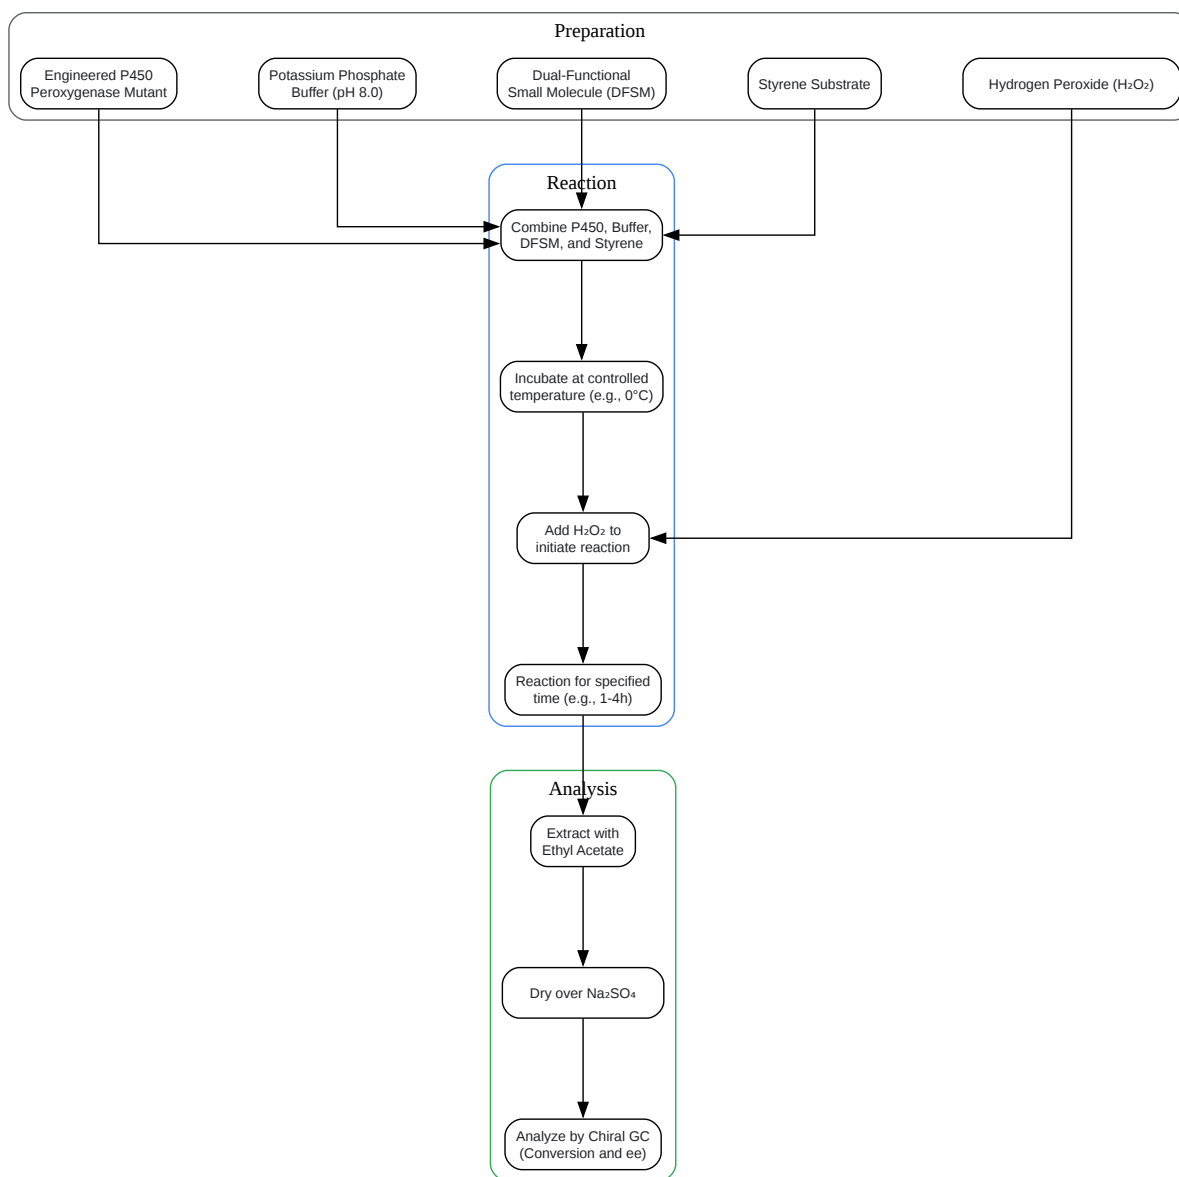 Preparation
Engineered P450
Peroxygenase Mutant
Potassium Phosphate
Buffer (pH 8.0)
Dual-Functional
Small Molecule (DFSM)
Styrene Substrate
Hydrogen Peroxide (H₂O₂)
Reaction
Combine P450, Buffer,
DFSM, and Styrene
Incubate at controlled
temperature (e.g., 0°C)
Add H₂O₂ to
initiate reaction
Reaction for specified
time (e.g., 1-4h)
Analysis
Extract with
Ethyl Acetate
Dry over Na₂SO₄
Analyze by Chiral GC
(Conversion and ee)